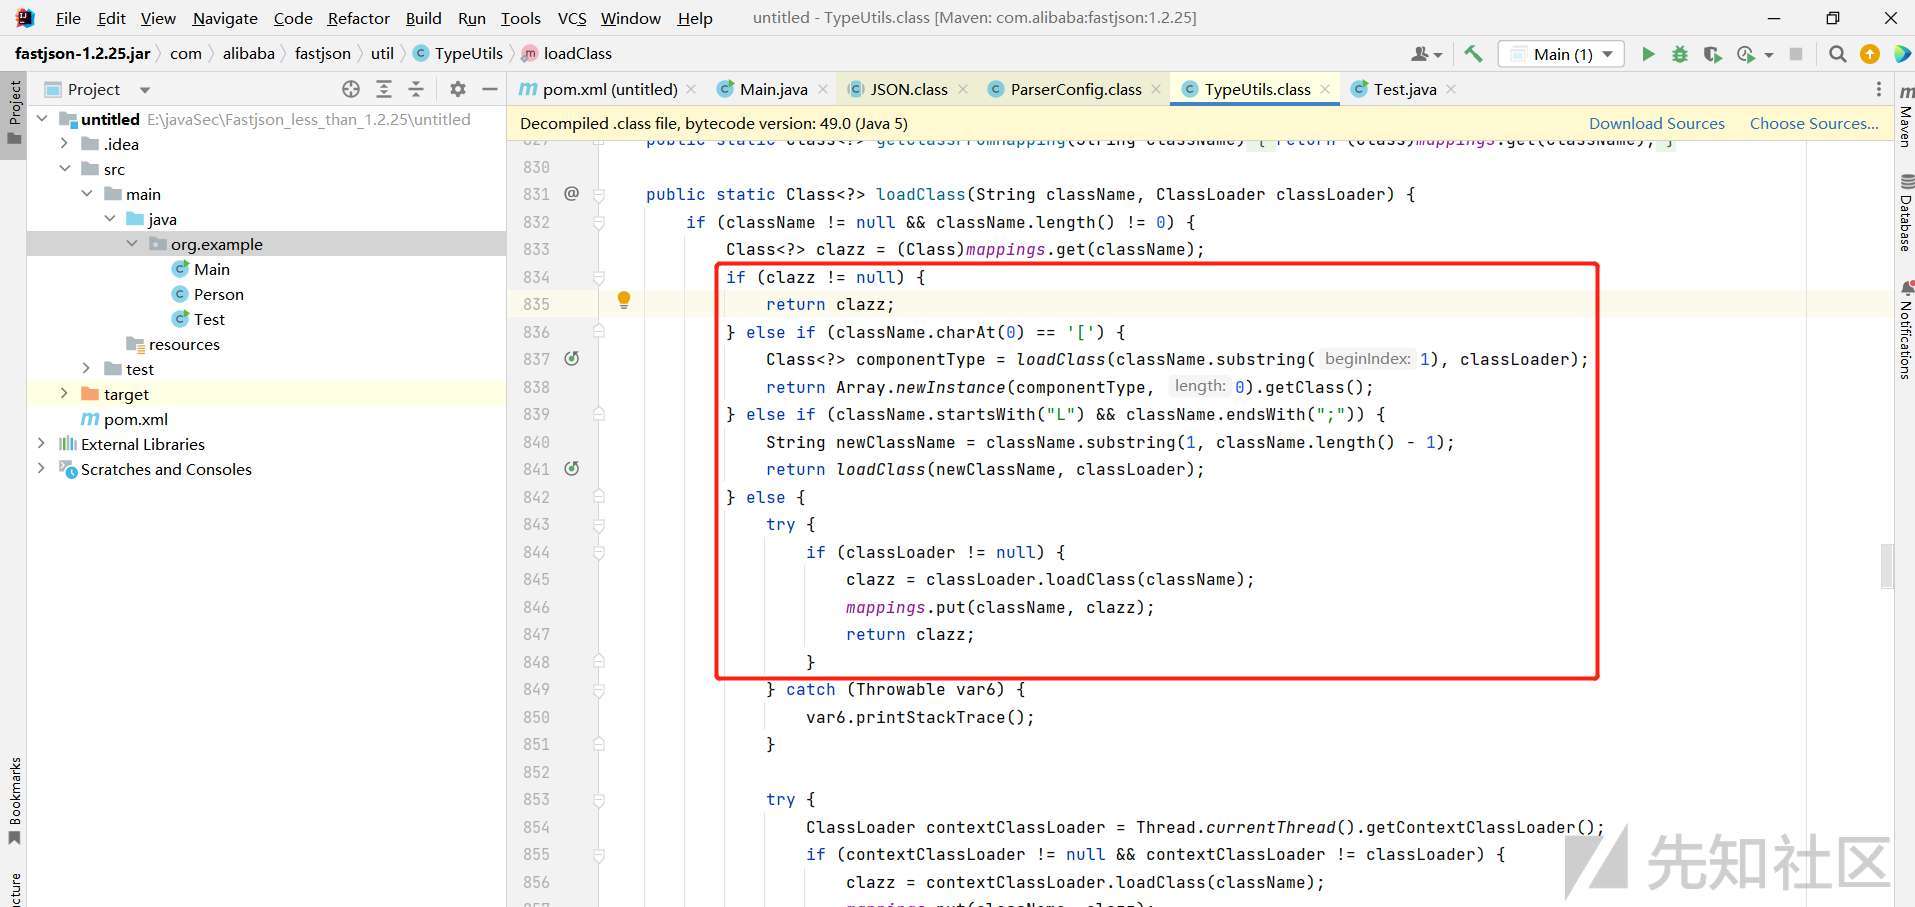 File Edit View Navigate Code Refactor Build Run Tools VCS Window Help untitled - TypeUtils.class [Maven: com.alibaba:fastjson:1.2.25]
fastjson-1.2.25.jar com alibaba fastjson util TypeUtils loadClass Main (1)
Project
pom.xml (untitled) Main.java JSON.class ParserConfig.class TypeUtils.class Test.java
Decompiled .class file, bytecode version: 49.0 (Java 5) Download Sources Choose Sources...
Project
untitled E:\javaSec\Fastjson_less_than_1.2.25\untitled
.idea
src
main
java
org.example
Main
Person
Test
resources
test
target
pom.xml
External Libraries
Scratches and Consoles
Bookmarks
Maven
Database
Notifications
827 public static Class<?> getClassFromMapping(String className) { return (Class)mappings.get(className); }
830
831 @ public static Class<?> loadClass(String className, ClassLoader classLoader) {
832 if (className != null && className.length() != 0) {
833 Class<?> clazz = (Class)mappings.get(className);
834 if (clazz != null) {
835 return clazz;
836 } else if (className.charAt(0) == '[') {
837 Class<?> componentType = loadClass(className.substring( beginIndex: 1), classLoader);
838 return Array.newInstance(componentType, length: 0).getClass();
839 } else if (className.startsWith("L") && className.endsWith(";")) {
840 String newClassName = className.substring(1, className.length() - 1);
841 return loadClass(newClassName, classLoader);
842 } else {
843 try {
844 if (classLoader != null) {
845 clazz = classLoader.loadClass(className);
846 mappings.put(className, clazz);
847 return clazz;
848 }
849 } catch (Throwable var6) {
850 var6.printStackTrace();
851 }
852
853 try {
854 ClassLoader contextClassLoader = Thread.currentThread().getContextClassLoader();
855 if (contextClassLoader != null && contextClassLoader != classLoader) {
856 clazz = contextClassLoader.loadClass(className);
857 mappings.put(className, clazz);
先知社区